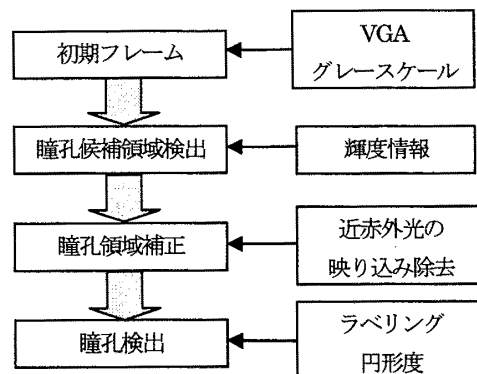 初期フレーム
VGA
グレースケール
瞳孔候補領域検出
輝度情報
瞳孔領域補正
近赤外光の
映り込み除去
瞳孔検出
ラベリング
円形度